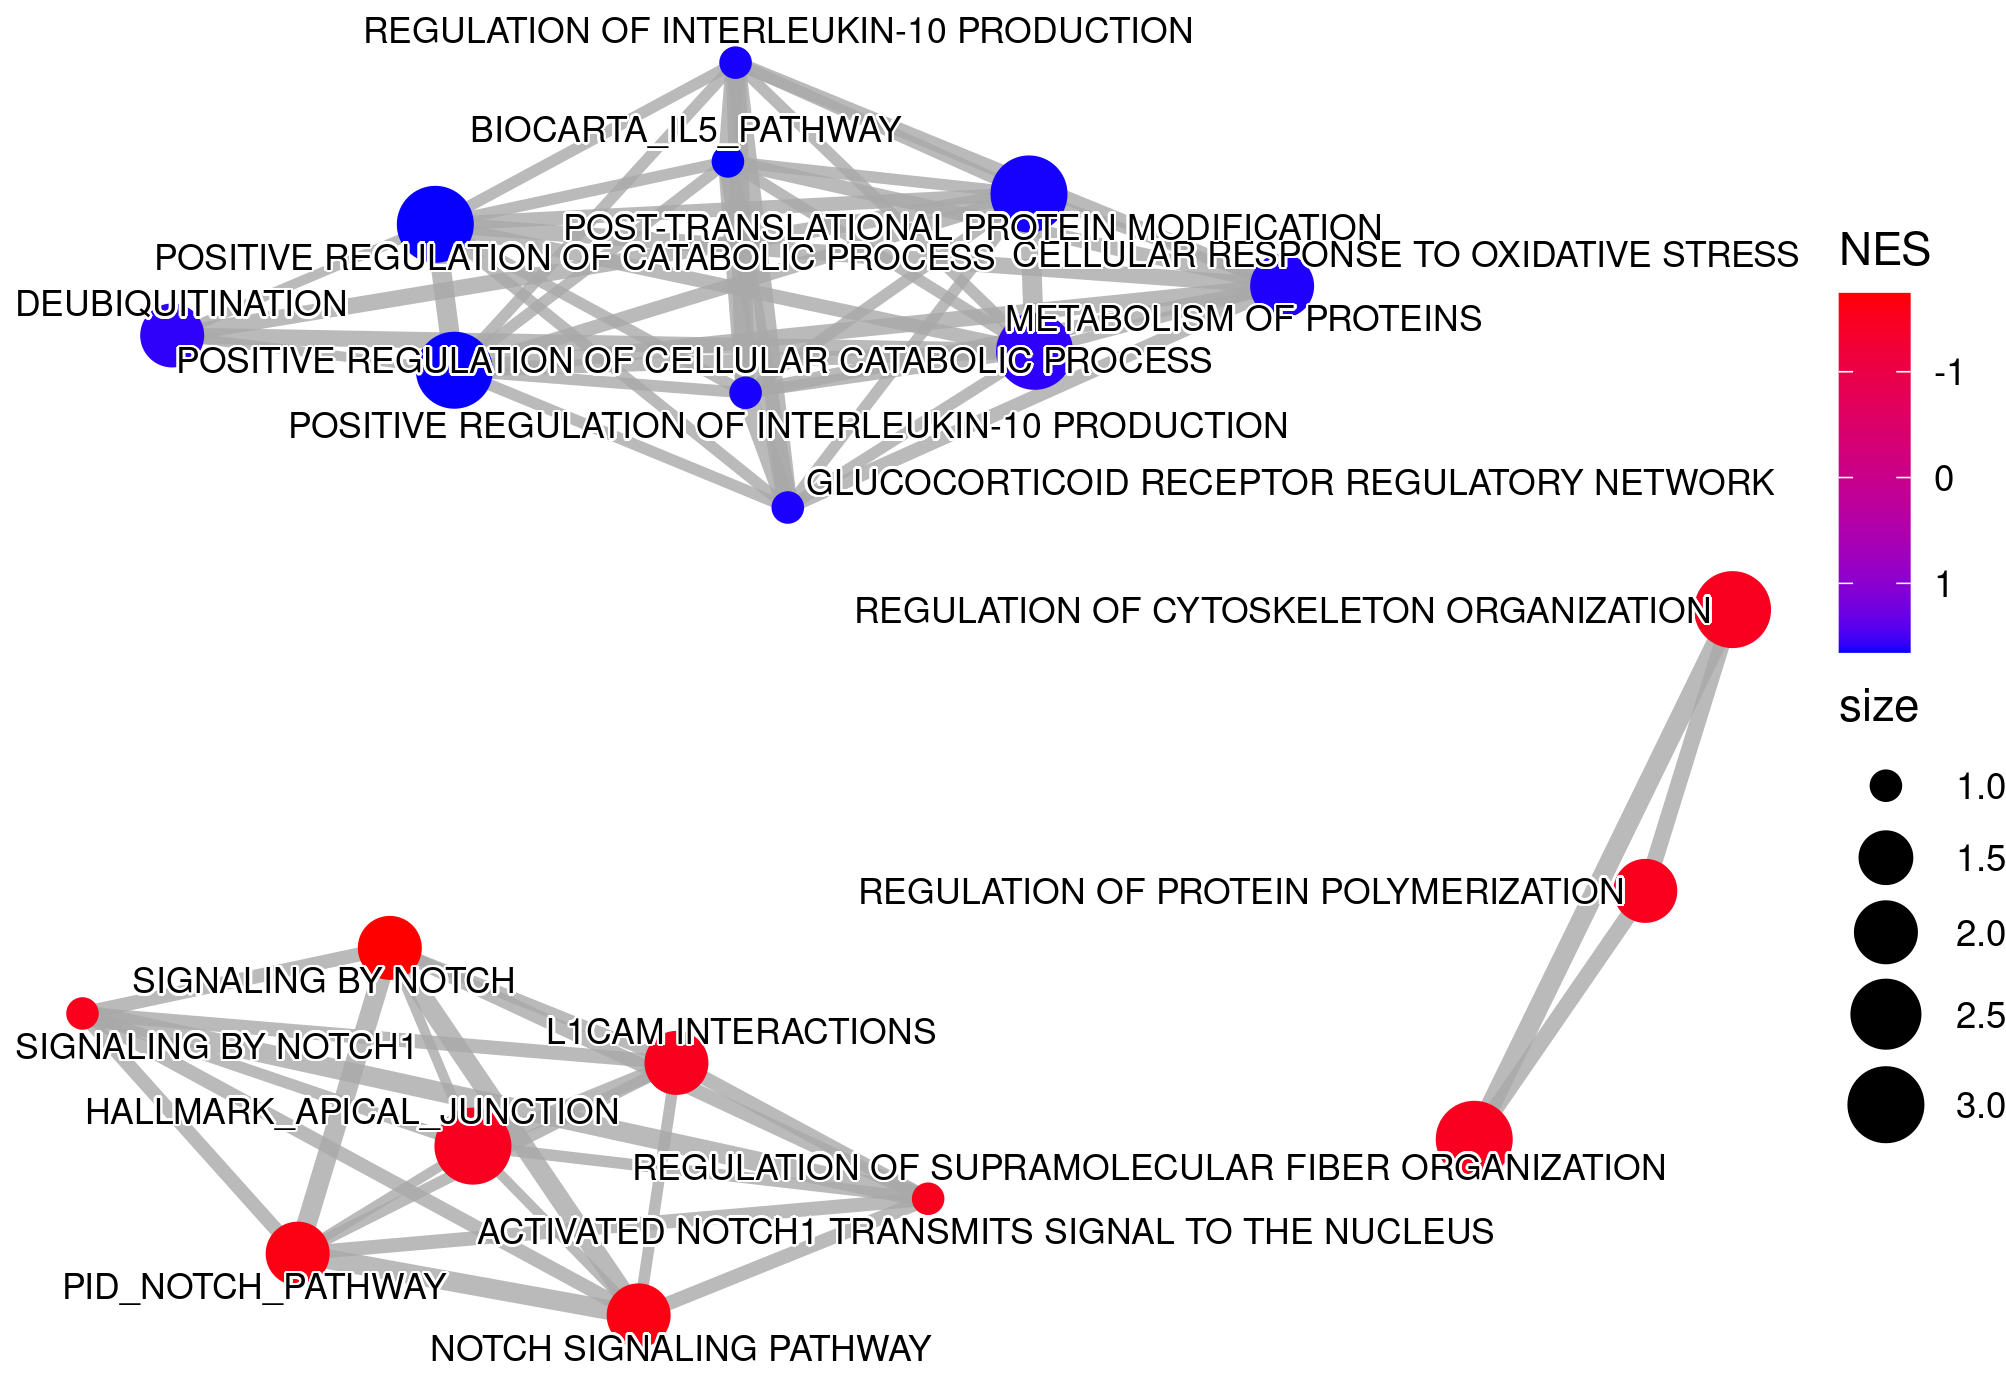 REGULATION OF INTERLEUKIN-10 PRODUCTION
BIOCARTA_IL5_PATHWAY
POST-TRANSLATIONAL PROTEIN MODIFICATION
POSITIVE REGULATION OF CATABOLIC PROCESS
CELLULAR RESPONSE TO OXIDATIVE STRESS
DEUBIQUITINATION
METABOLISM OF PROTEINS
POSITIVE REGULATION OF CELLULAR CATABOLIC PROCESS
POSITIVE REGULATION OF INTERLEUKIN-10 PRODUCTION
GLUCOCORTICOID RECEPTOR REGULATORY NETWORK
REGULATION OF CYTOSKELETON ORGANIZATION
REGULATION OF PROTEIN POLYMERIZATION
SIGNALING BY NOTCH
L1CAM INTERACTIONS
SIGNALING BY NOTCH1
HALLMARK_APICAL_JUNCTION
REGULATION OF SUPRAMOLECULAR FIBER ORGANIZATION
ACTIVATED NOTCH1 TRANSMITS SIGNAL TO THE NUCLEUS
PID_NOTCH_PATHWAY
NOTCH SIGNALING PATHWAY
NES
-1
0
1
size
1.0
1.5
2.0
2.5
3.0